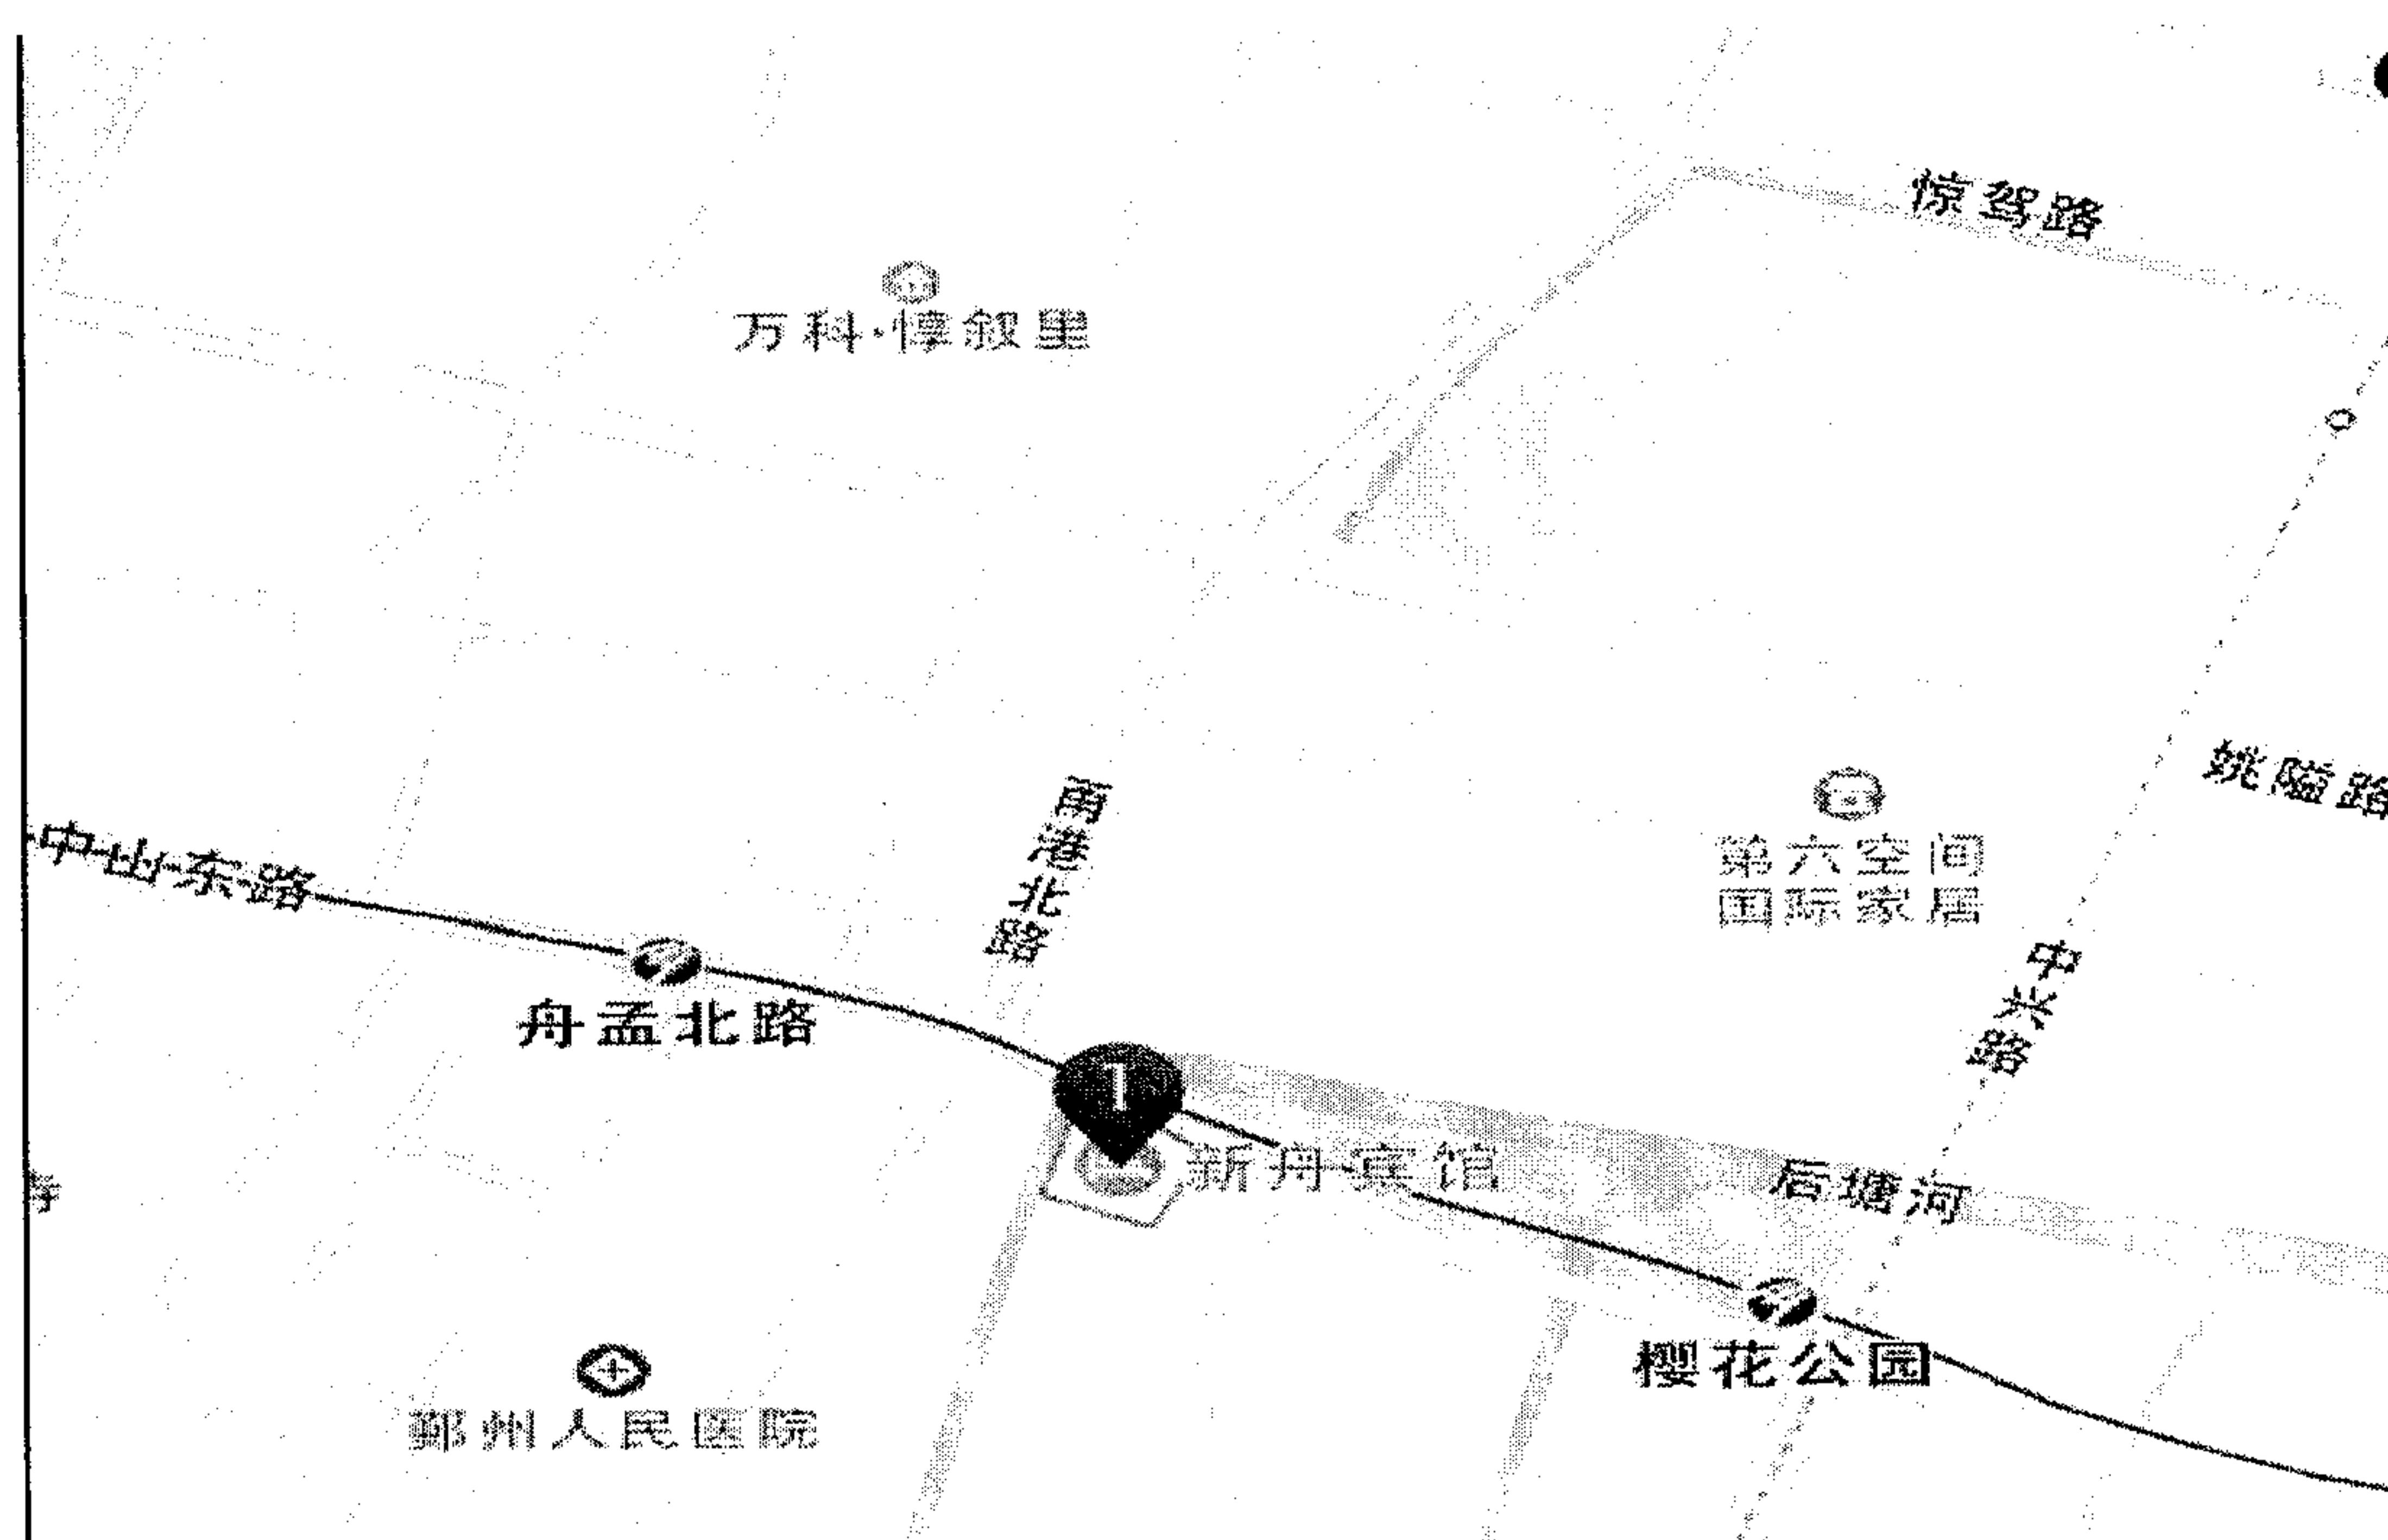 惊驾路
万科·惇叙里
姚隘路
甬港北路
中山东路
第六空间
国际家居
中兴路
舟孟北路
1
新舟宾馆
后塘河
樱花公园
鄞州人民医院